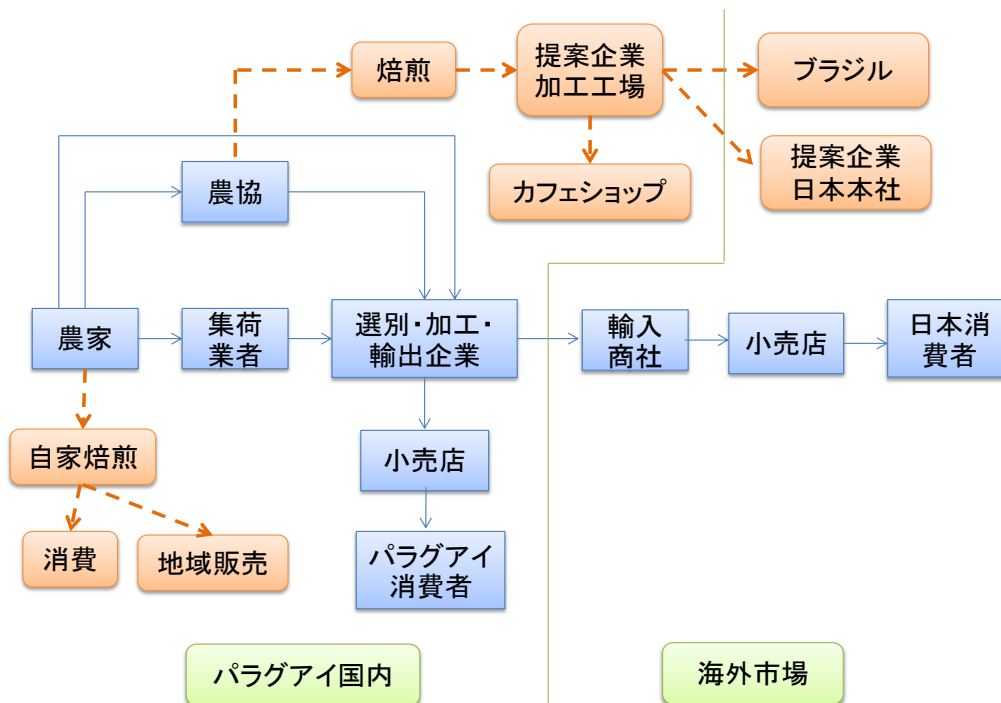 焙煎
提案企業
加工工場
ブラジル
提案企業
日本本社
カフェショップ
農協
農家
集荷
業者
選別・加工・
輸出企業
輸入
商社
小売店
日本消
費者
自家焙煎
小売店
消費
地域販売
パラグアイ
消費者
パラグアイ国内
海外市場